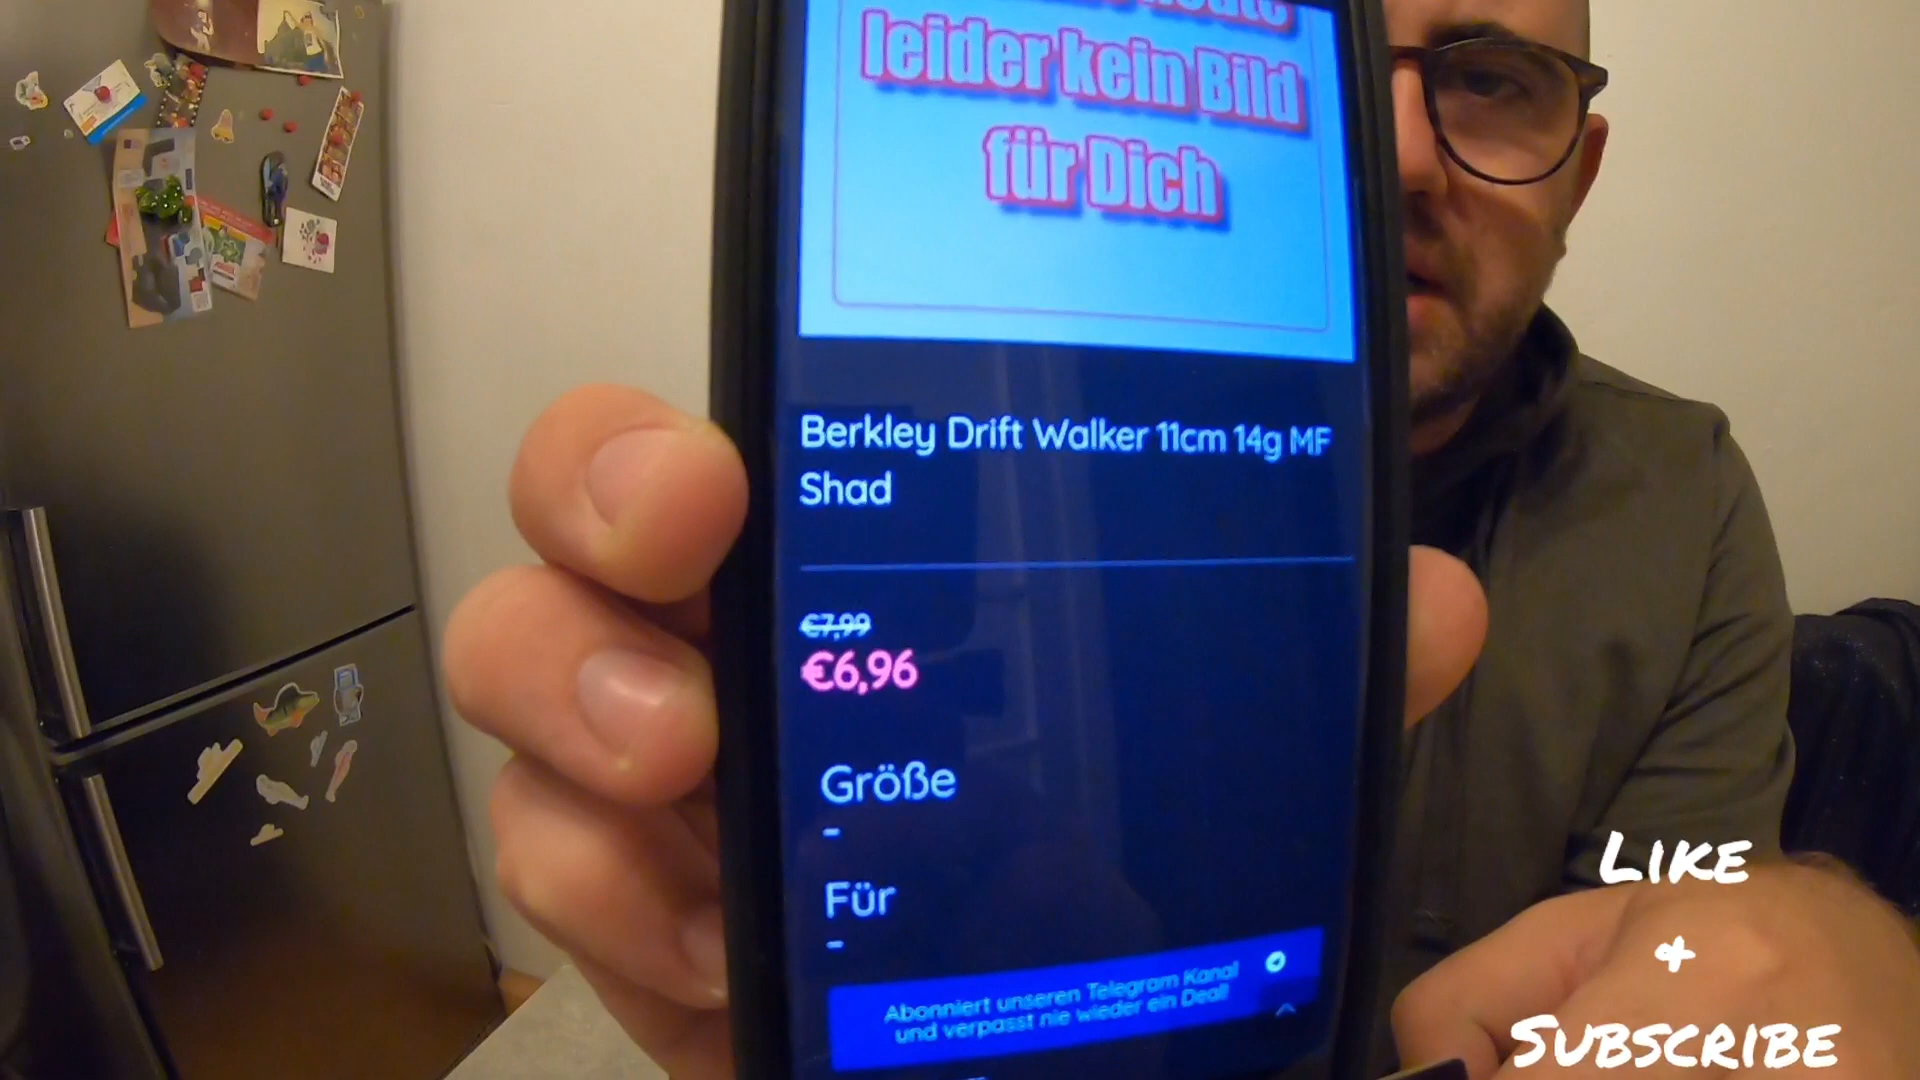 leider kein Bild
für Dich
Berkley Drift Walker 11cm 14g MF
Shad
€7,99
€6,96
Größe
-
Für
-
Abonniert unseren Telegram Kanal
und verpasst nie wieder ein Deal!
LIKE
&
SUBSCRIBE